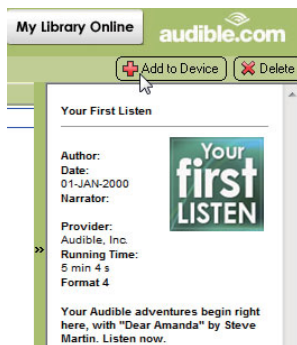 My Library Online
audible.com
Add to Device
Delete
Your First Listen
Author:
Date:
01-JAN-2000
Narrator:
Your
first
LISTEN
Provider:
Audible, Inc.
Running Time:
5 min 4 s
Format 4
»
Your Audible adventures begin right
here, with "Dear Amanda" by Steve
Martin. Listen now.